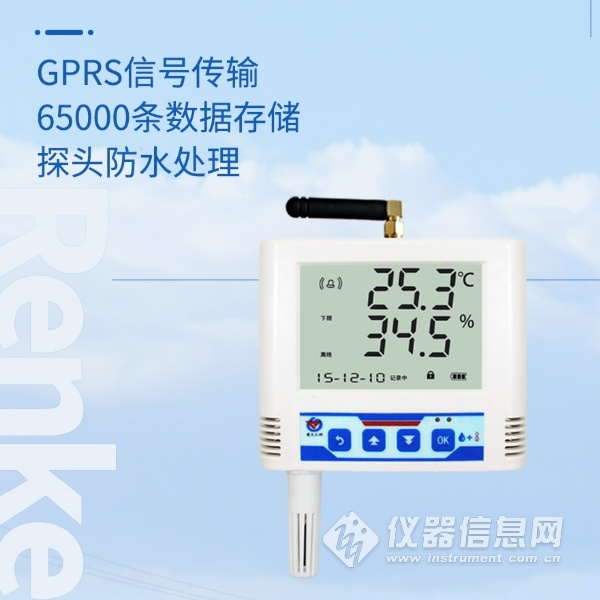 GPRS信号传输
65000条数据存储
探头防水处理
Renke
25.3℃
下限
34.5%
离线
15-12-10 记录中
OK
+
仪器信息网
www.instrument.com.cn